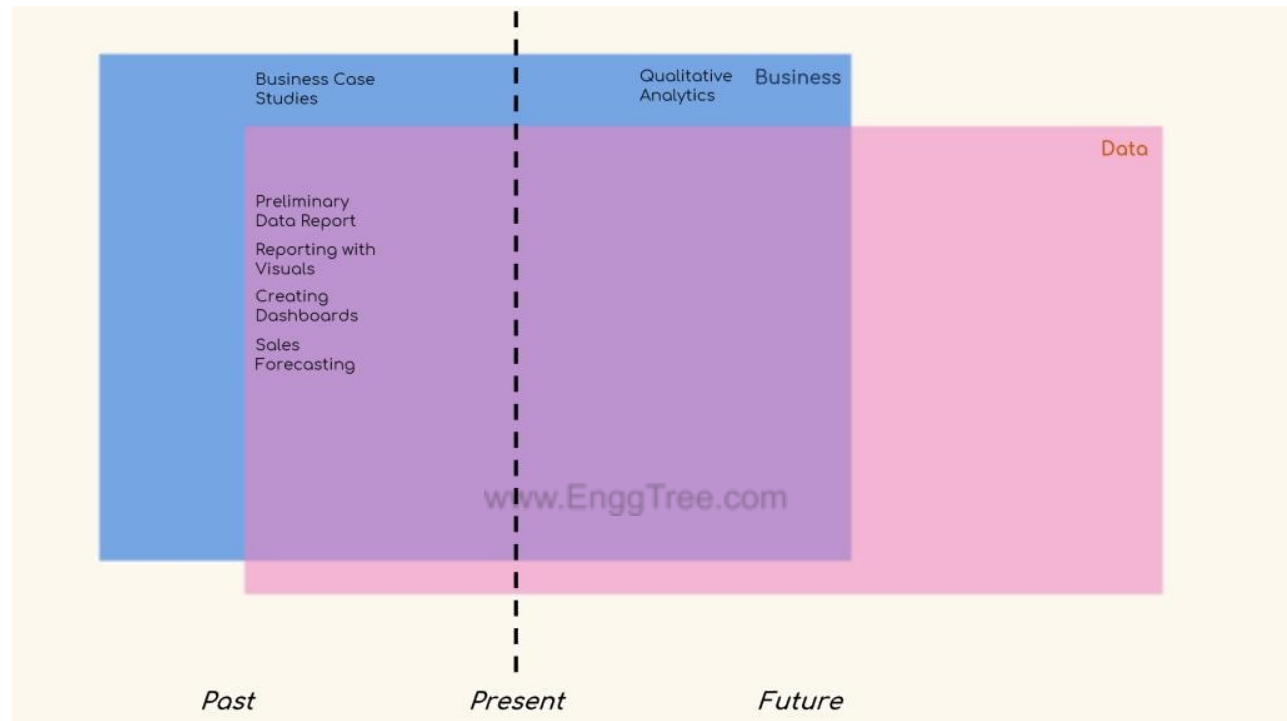 Business Case
Studies
Qualitative
Analytics
Business
Data
Preliminary
Data Report
Reporting with
Visuals
Creating
Dashboards
Sales
Forecasting
www.EnggTree.com
Past
Present
Future